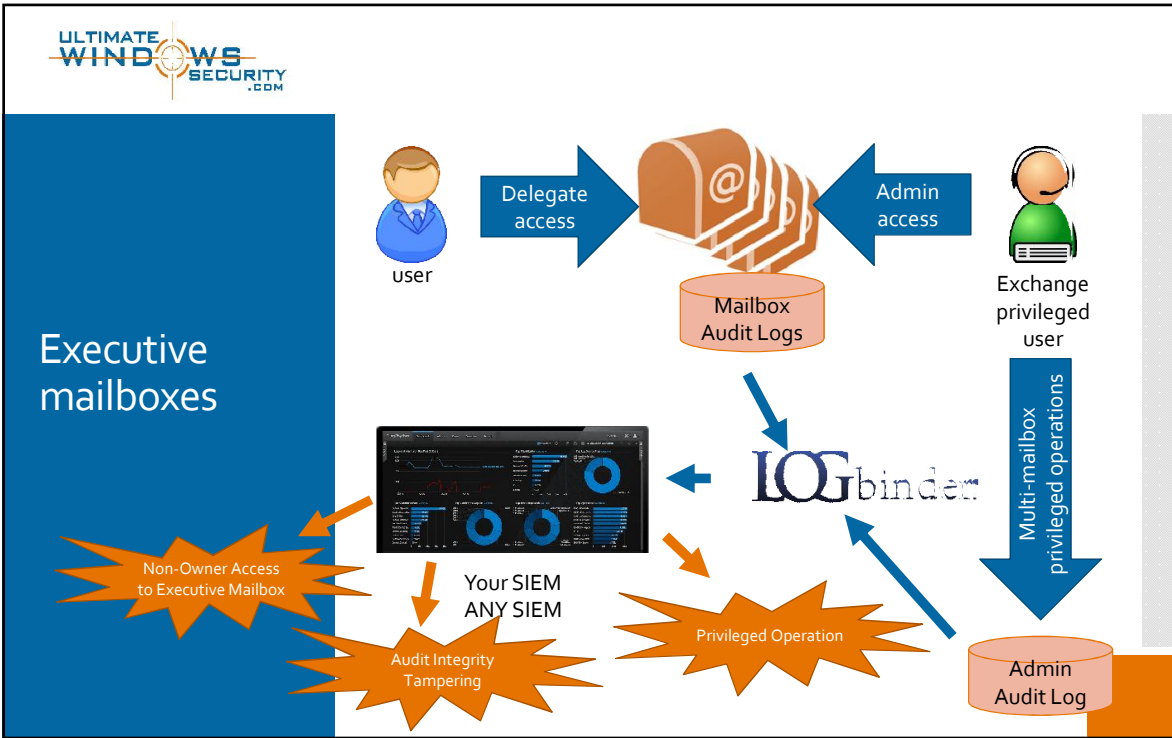 ULTIMATE
WINDOWS
SECURITY
.COM
Executive
mailboxes
user
Delegate
access
@
Admin
access
Exchange
privileged
user
Mailbox
Audit Logs
Multi-mailbox
privileged operations
LOGbinder
Your SIEM
ANY SIEM
Non-Owner Access
to Executive Mailbox
Audit Integrity
Tampering
Privileged Operation
Admin
Audit Log